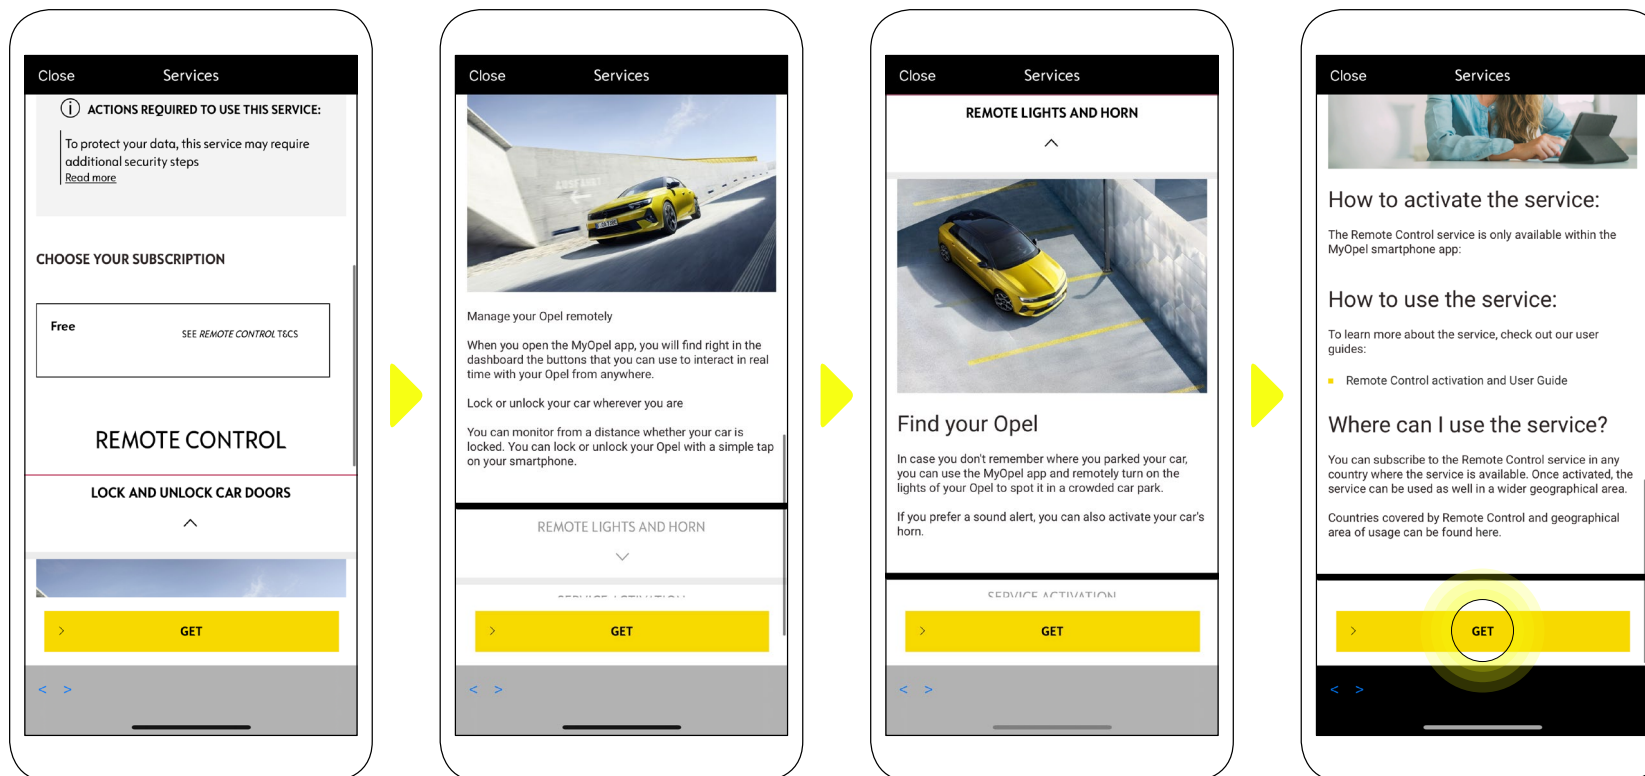 Close Services
ACTIONS REQUIRED TO USE THIS SERVICE:
To protect your data, this service may require
additional security steps
Read more
CHOOSE YOUR SUBSCRIPTION
Free SEE REMOTE CONTROL T&CS
REMOTE CONTROL
LOCK AND UNLOCK CAR DOORS
> GET
< >
Close Services
Manage your Opel remotely
When you open the MyOpel app, you will find right in the
dashboard the buttons that you can use to interact in real
time with your Opel from anywhere.
Lock or unlock your car wherever you are
You can monitor from a distance whether your car is
locked. You can lock or unlock your Opel with a simple tap
on your smartphone.
REMOTE LIGHTS AND HORN
SERVICE ACTIVATION
> GET
< >
Close Services
REMOTE LIGHTS AND HORN
Find your Opel
In case you don't remember where you parked your car,
you can use the MyOpel app and remotely turn on the
lights of your Opel to spot it in a crowded car park.
If you prefer a sound alert, you can also activate your car's
horn.
SERVICE ACTIVATION
> GET
< >
Close Services
How to activate the service:
The Remote Control service is only available within the
MyOpel smartphone app:
How to use the service:
To learn more about the service, check out our user
guides:
Remote Control activation and User Guide
Where can I use the service?
You can subscribe to the Remote Control service in any
country where the service is available. Once activated, the
service can be used as well in a wider geographical area.
Countries covered by Remote Control and geographical
area of usage can be found here.
> GET
< >